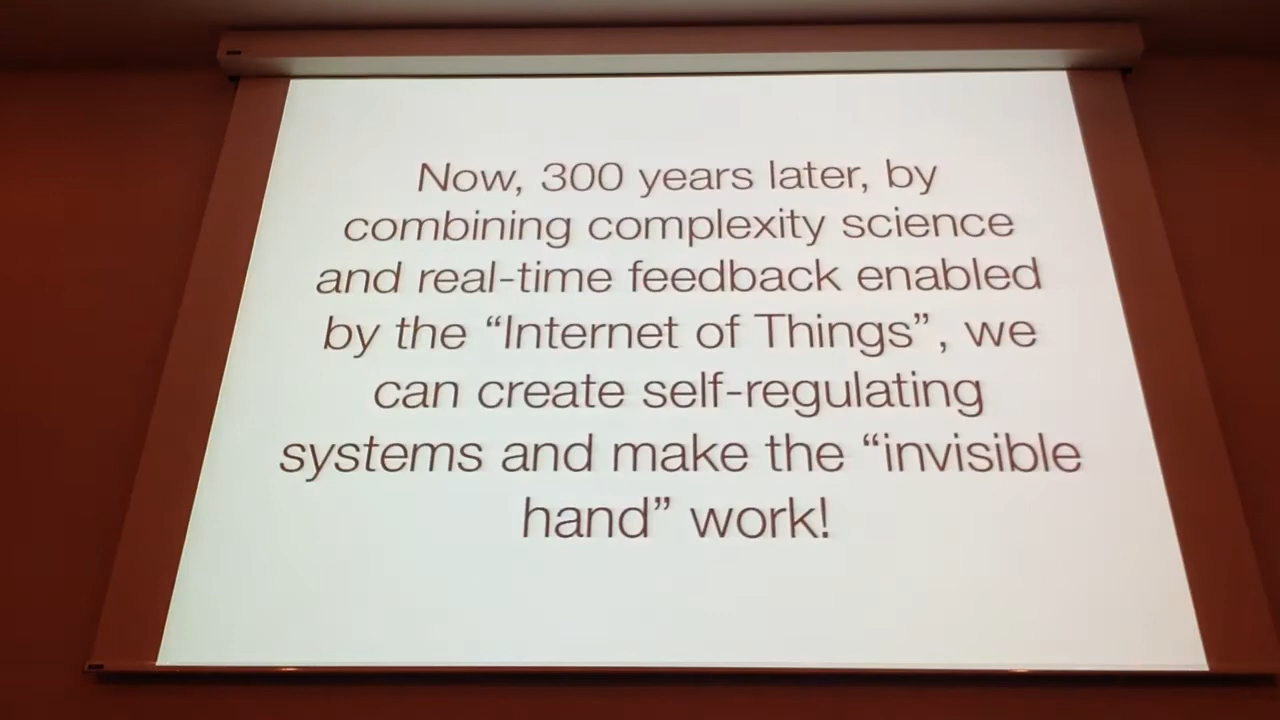 Now, 300 years later, by
combining complexity science
and real-time feedback enabled
by the “Internet of Things”, we
can create self-regulating
systems and make the “invisible
hand” work!